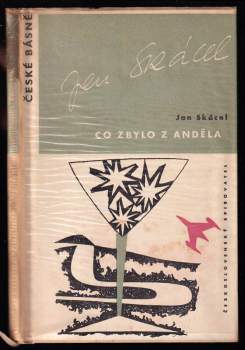 ČESKÉ BÁSNĚ
Jan Skácel
Jan Skácel
CO ZBYLO Z ANDĚLA
ČESKOSLOVENSKÝ SPISOVATEL